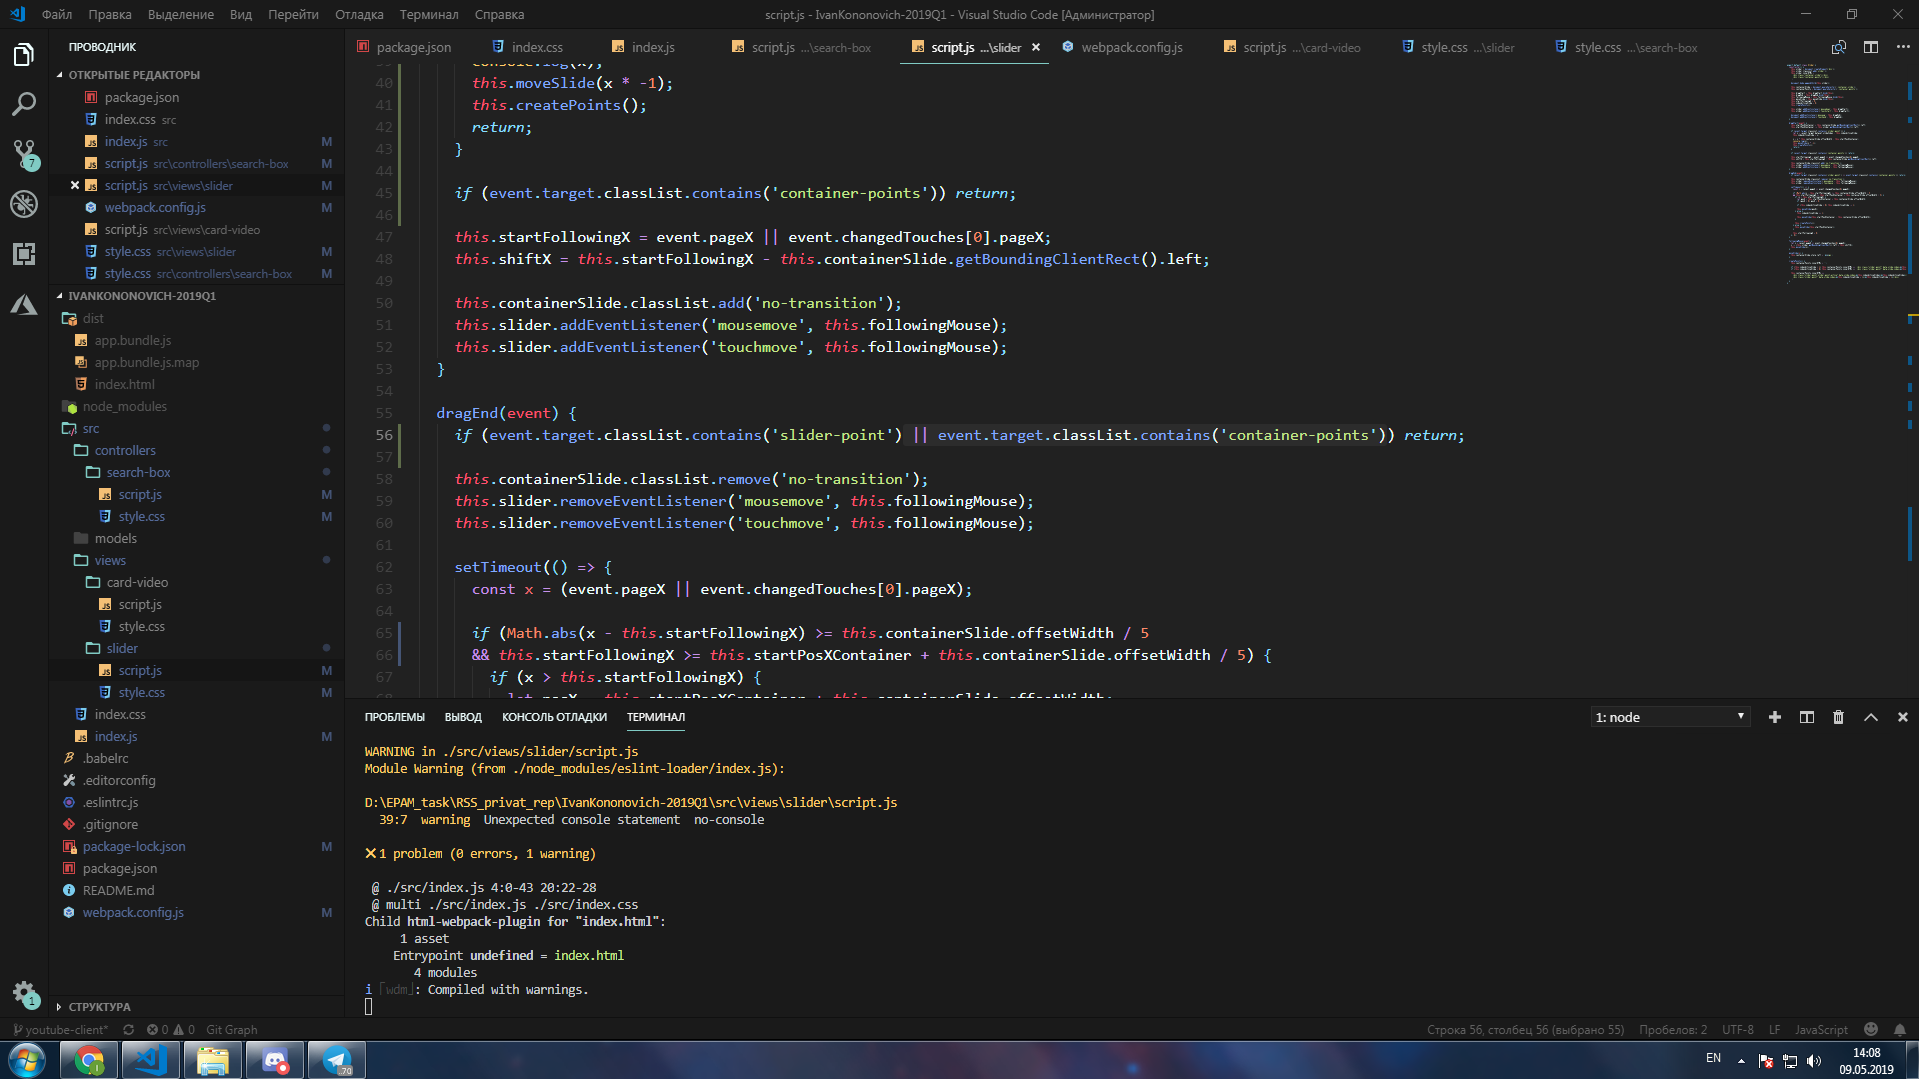 Файл Правка Выделение Вид Перейти Отладка Терминал Справка
script.js - IvanKononovich-2019Q1 - Visual Studio Code [Администратор]
ПРОВОДНИК
ОТКРЫТЫЕ РЕДАКТОРЫ
package.json
index.css src
index.js src M
script.js src\controllers\search-box M
script.js src\views\slider M
webpack.config.js M
script.js src\views\card-video
style.css src\views\slider M
style.css src\controllers\search-box M
IVANKONONOVICH-2019Q1
dist
app.bundle.js
app.bundle.js.map
index.html
node_modules
src
controllers
search-box
script.js M
style.css M
models
views
card-video
script.js
style.css
slider
script.js M
style.css M
index.css
index.js M
.babelrc
.editorconfig
.eslintrc.js
.gitignore
package-lock.json M
package.json
README.md
webpack.config.js M
СТРУКТУРА
7
1
package.json index.css index.js script.js ...\search-box script.js ...\slider webpack.config.js script.js ...\card-video style.css ...\slider style.css ...\search-box
39 console.log(x);
40 this.moveSlide(x * -1);
41 this.createPoints();
42 return;
43 }
44
45 if (event.target.classList.contains('container-points')) return;
46
47 this.startFollowingX = event.pageX || event.changedTouches[0].pageX;
48 this.shiftX = this.startFollowingX - this.containerSlide.getBoundingClientRect().left;
49
50 this.containerSlide.classList.add('no-transition');
51 this.slider.addEventListener('mousemove', this.followingMouse);
52 this.slider.addEventListener('touchmove', this.followingMouse);
53 }
54
55 dragEnd(event) {
56 if (event.target.classList.contains('slider-point') || event.target.classList.contains('container-points')) return;
57
58 this.containerSlide.classList.remove('no-transition');
59 this.slider.removeEventListener('mousemove', this.followingMouse);
60 this.slider.removeEventListener('touchmove', this.followingMouse);
61
62 setTimeout(() => {
63 const x = (event.pageX || event.changedTouches[0].pageX);
64
65 if (Math.abs(x - this.startFollowingX) >= this.containerSlide.offsetWidth / 5
66 && this.startFollowingX >= this.startPosXContainer + this.containerSlide.offsetWidth / 5) {
67 if (x > this.startFollowingX) {
68 let posX = this.startPosXContainer + this.containerSlide.offsetWidth;
ПРОБЛЕМЫ ВЫВОД КОНСОЛЬ ОТЛАДКИ ТЕРМИНАЛ
1: node
WARNING in ./src/views/slider/script.js
Module Warning (from ./node_modules/eslint-loader/index.js):
D:\EPAM_task\RSS_privat_rep\IvanKononovich-2019Q1\src\views\slider\script.js
39:7 warning Unexpected console statement no-console
1 problem (0 errors, 1 warning)
@ ./src/index.js 4:0-43 20:22-28
@ multi ./src/index.js ./src/index.css
Child html-webpack-plugin for "index.html":
1 asset
Entrypoint undefined = index.html
4 modules
i ｢wdm｣: Compiled with warnings.
youtube-client* 0 0 Git Graph
Строка 56, столбец 56 (выбрано 55) Пробелов: 2 UTF-8 LF JavaScript
70
EN
14:08
09.05.2019